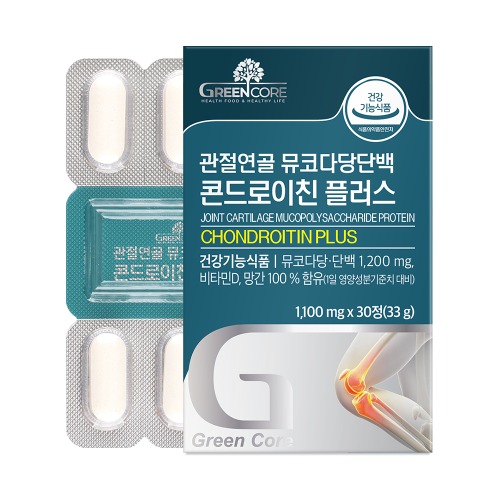 GREENCORE
HEALTH FOOD & HEALTHY LIFE
건강
기능식품
식품의약품안전처
관절연골 뮤코다당단백
콘드로이친 플러스
JOINT CARTILAGE MUCOPOLYSACCHARIDE PROTEIN
CHONDROITIN PLUS
건강기능식품 | 뮤코다당·단백 1,200 mg,
비타민D, 망간 100 % 함유(1일 영양성분기준치 대비)
1,100 mg x 30정(33 g)
G
Green Core
관절연골 뮤코다
콘드로이친